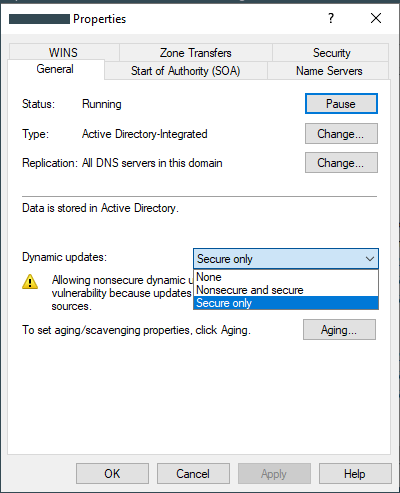 Properties
?
WINS
Zone Transfers
Security
General
Start of Authority (SOA)
Name Servers
Status:
Running
Pause
Type:
Active Directory-Integrated
Change...
Replication:
All DNS servers in this domain
Change...
Data is stored in Active Directory.
Dynamic updates:
Secure only
None
Nonsecure and secure
Secure only
Allowing nonsecure dynamic
vulnerability because updates
sources.
To set aging/scavenging properties, click Aging.
Aging...
OK
Cancel
Apply
Help